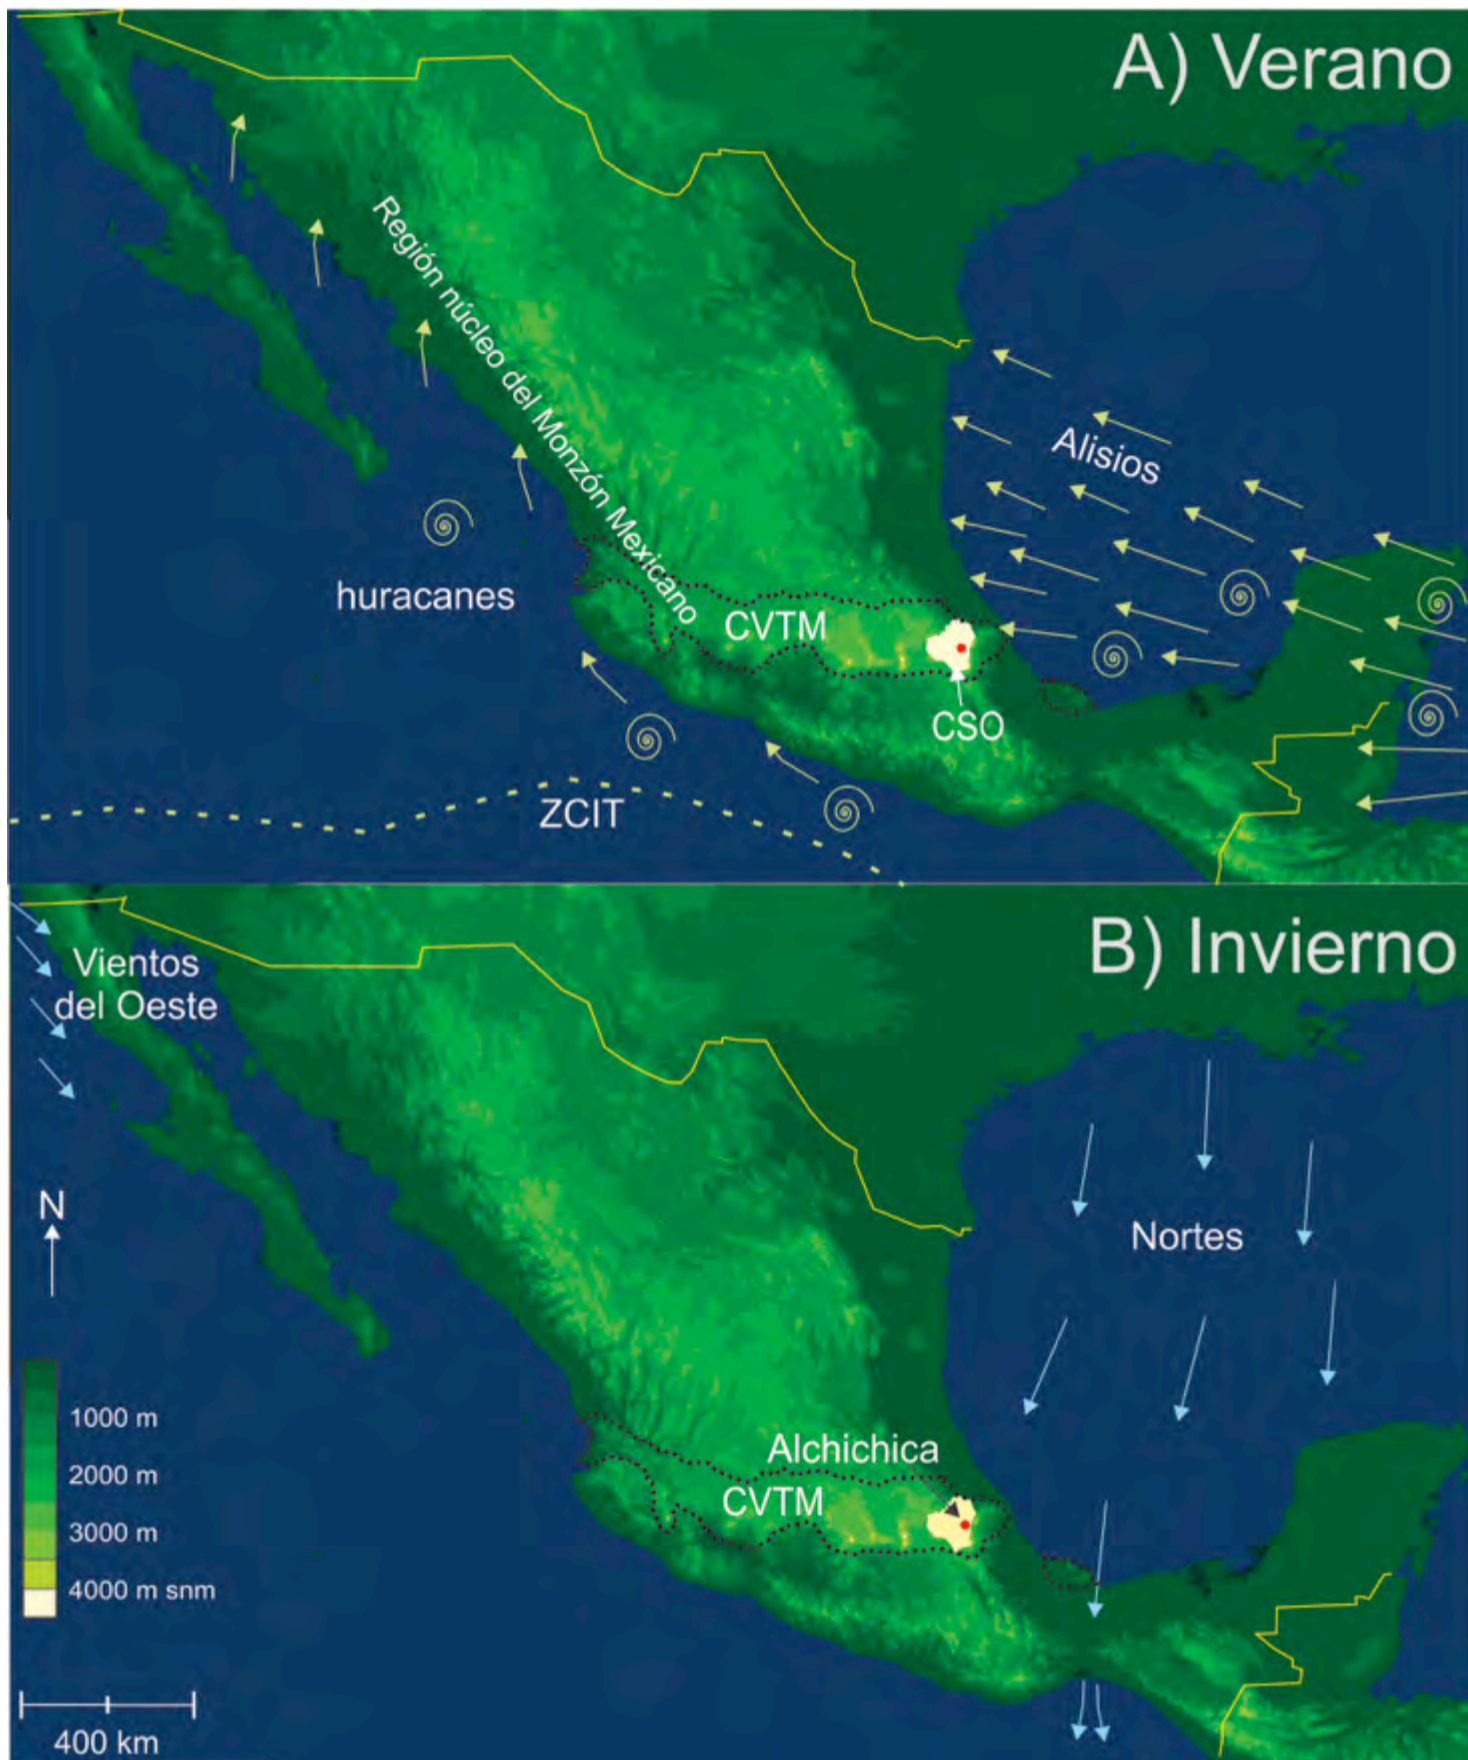 A) Verano
Región núcleo del Monzón Mexicano
Alisios
huracanes
CVTM
CSO
ZCIT
B) Invierno
Vientos
del Oeste
N
Nortes
1000 m
2000 m
3000 m
4000 m snm
Alchichica
CVTM
400 km